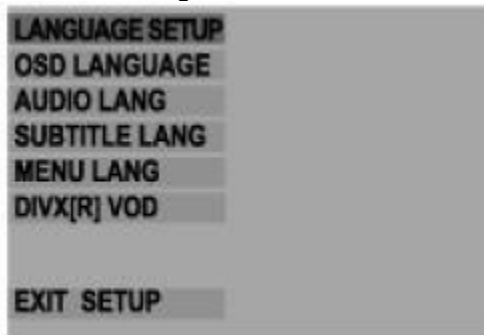 LANGUAGE SETUP
OSD LANGUAGE
AUDIO LANG
SUBTITLE LANG
MENU LANG
DIVX[R] VOD
EXIT SETUP